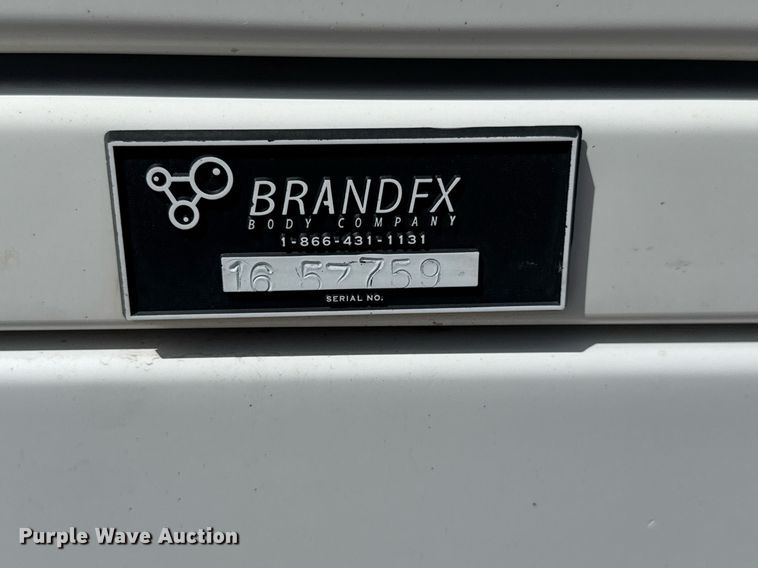 BRANDFX
BODY COMPANY
1-866-431-1131
16 57759
SERIAL NO.
Purple Wave Auction